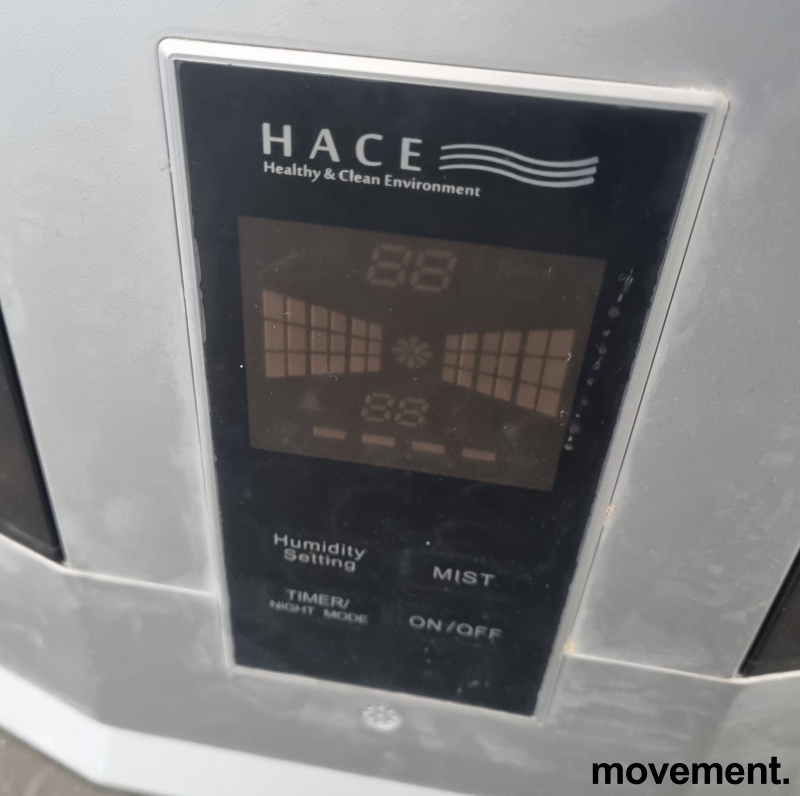 HACE
Healthy & Clean Environment
88
88
Humidity
Setting
MIST
TIMER/
NIGHT MODE
ON/OFF
movement.